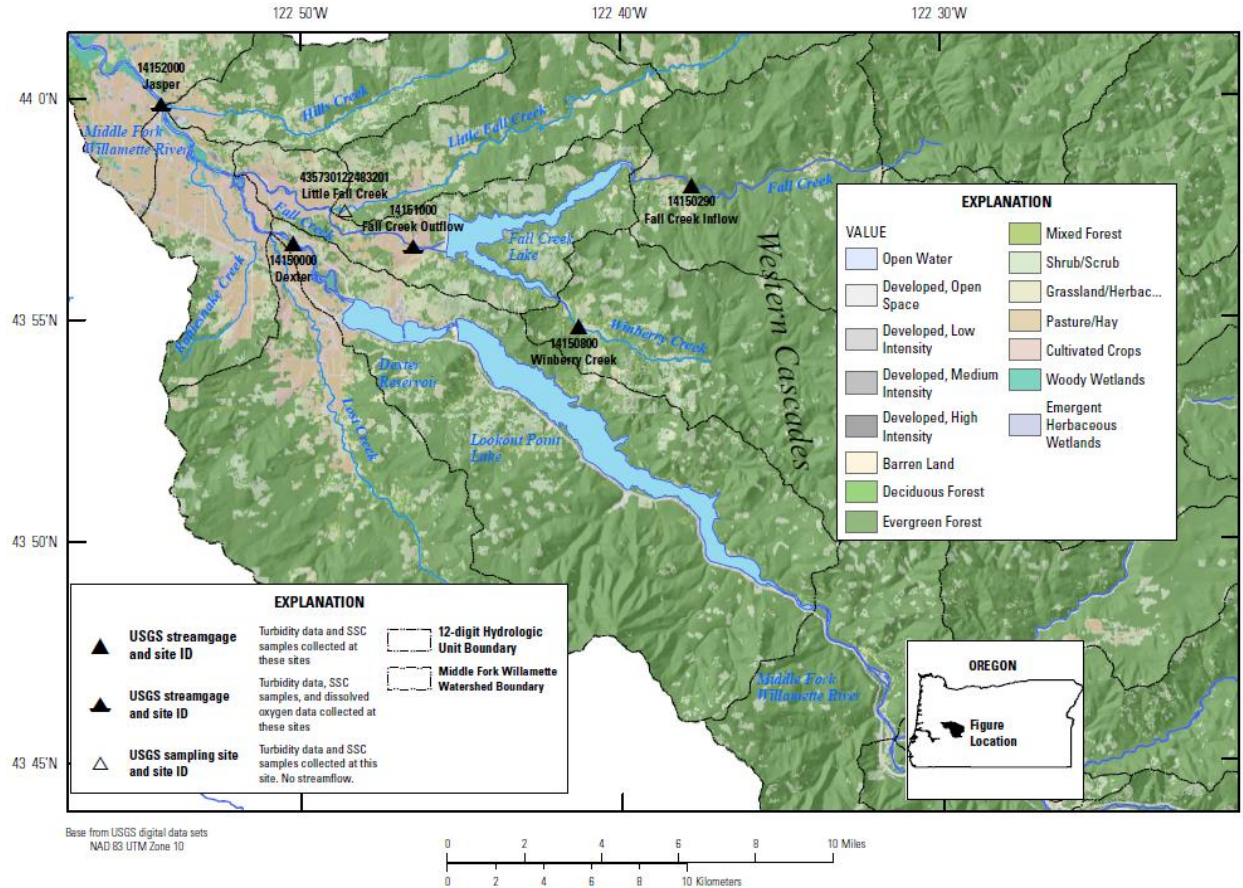 122 50'W
122 40'W
122 30'W
44 0'N
43 55'N
43 50'N
43 45'N
14152000
Jasper
Hills Creek
Little Fall Creek
Middle Fork
Willamette River
435730122483201
Little Fall Creek
14151000
Fall Creek Outflow
Fall Creek
14150290
Fall Creek Inflow
Fall Creek
Fall Creek
Lake
14150000
Dexter
Rattlesnake Creek
Winberry Creek
14150800
Winberry Creek
Western Cascades
Dexter
Reservoir
Lost Creek
Lookout Point
Lake
Middle Fork
Willamette River
EXPLANATION
VALUE
Open Water
Developed, Open
Space
Developed, Low
Intensity
Developed, Medium
Intensity
Developed, High
Intensity
Barren Land
Deciduous Forest
Evergreen Forest
Mixed Forest
Shrub/Scrub
Grassland/Herbac...
Pasture/Hay
Cultivated Crops
Woody Wetlands
Emergent
Herbaceous
Wetlands
EXPLANATION
USGS streamgage
and site ID
Turbidity data and SSC
samples collected at
these sites
USGS streamgage
and site ID
Turbidity data, SSC
samples, and dissolved
oxygen data collected at
these sites
USGS sampling site
and site ID
Turbidity data and SSC
samples collected at this
site. No streamflow.
12-digit Hydrologic
Unit Boundary
Middle Fork Willamette
Watershed Boundary
OREGON
Figure
Location
Base from USGS digital data sets
NAD 83 UTM Zone 10
0 2 4 6 8 10 Miles
0 2 4 6 8 10 Kilometers